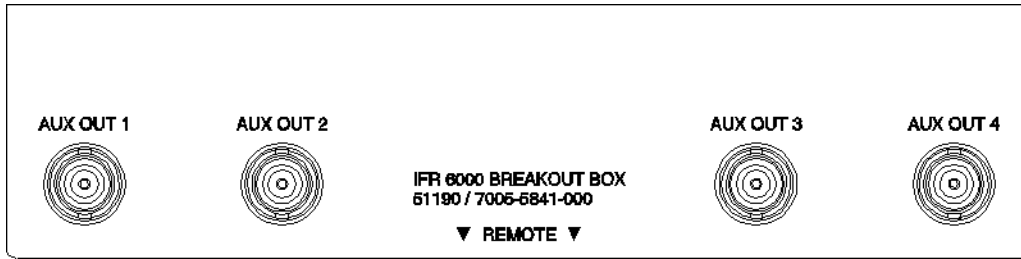 AUX OUT 1
AUX OUT 2
AUX OUT 3
AUX OUT 4
IFR 6000 BREAKOUT BOX
51190 / 7005-5841-000
▼ REMOTE ▼